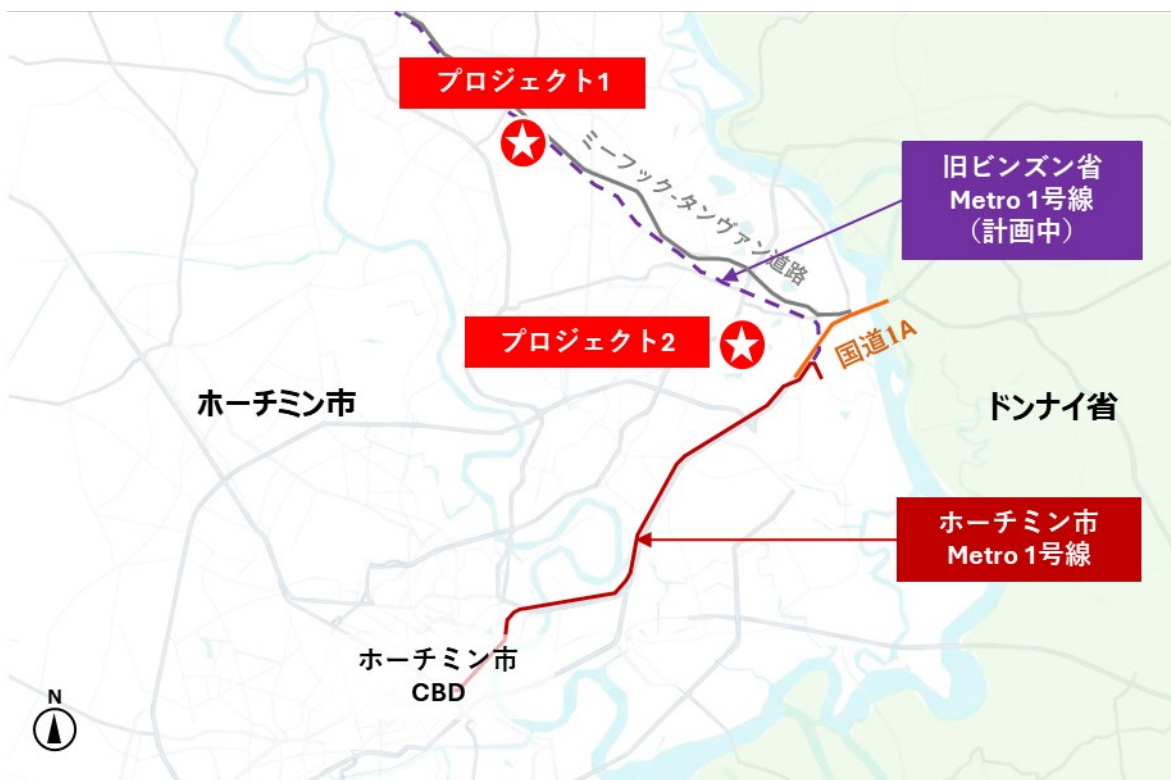 プロジェクト1
ミーフック-タンヴァン道路
旧ビンズン省
Metro 1号線
（計画中）
プロジェクト2
国道1A
ホーチミン市
ドンナイ省
ホーチミン市
Metro 1号線
ホーチミン市
CBD
N